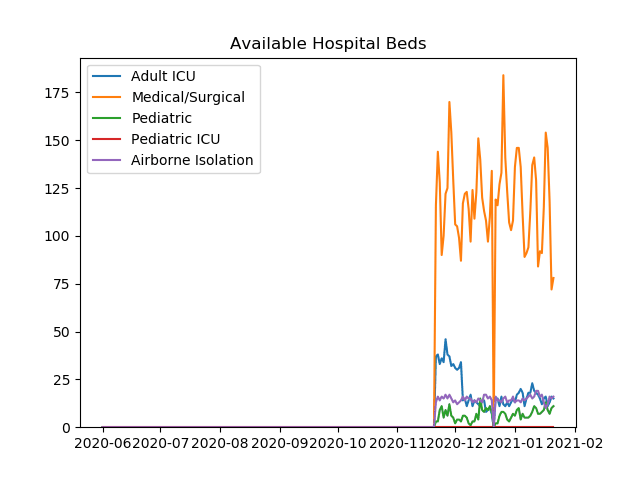 Available Hospital Beds
Adult ICU
Medical/Surgical
Pediatric
Pediatric ICU
Airborne Isolation
175
150
125
100
75
50
25
0
2020-06 2020-07 2020-08 2020-09 2020-10 2020-11 2020-12 2021-01 2021-02